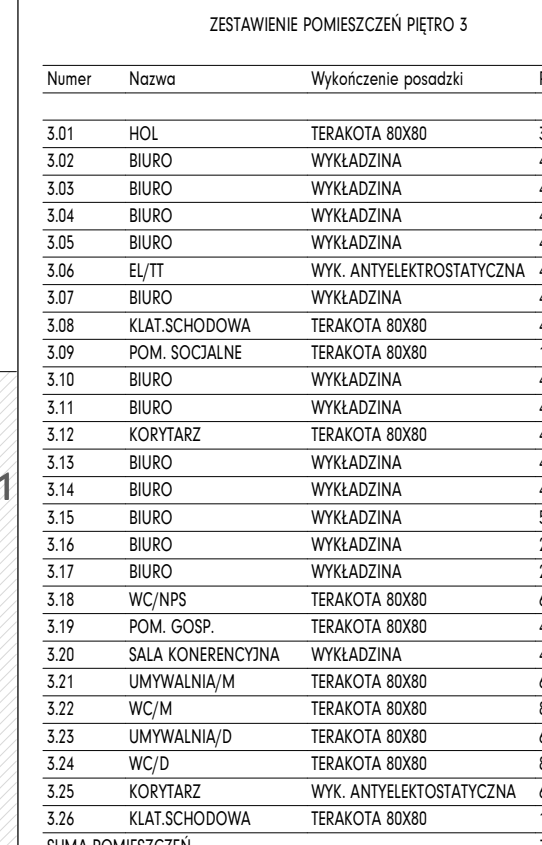 ZESTAWIENIE POMIESZCZEŃ PIĘTRO 3
Numer Nazwa Wykończenie posadzki
3.01 HOL TERAKOTA 80X80
3.02 BIURO WYKŁADZINA
3.03 BIURO WYKŁADZINA
3.04 BIURO WYKŁADZINA
3.05 BIURO WYKŁADZINA
3.06 EL/TT WYK. ANTYELEKTROSTATYCZNA
3.07 BIURO WYKŁADZINA
3.08 KLAT.SCHODOWA TERAKOTA 80X80
3.09 POM. SOCJALNE TERAKOTA 80X80
3.10 BIURO WYKŁADZINA
3.11 BIURO WYKŁADZINA
3.12 KORYTARZ TERAKOTA 80X80
3.13 BIURO WYKŁADZINA
1
3.14 BIURO WYKŁADZINA
3.15 BIURO WYKŁADZINA
3.16 BIURO WYKŁADZINA
3.17 BIURO WYKŁADZINA
3.18 WC/NPS TERAKOTA 80X80
3.19 POM. GOSP. TERAKOTA 80X80
3.20 SALA KONERENCYJNA WYKŁADZINA
3.21 UMYWALNIA/M TERAKOTA 80X80
3.22 WC/M TERAKOTA 80X80
3.23 UMYWALNIA/D TERAKOTA 80X80
3.24 WC/D TERAKOTA 80X80
3.25 KORYTARZ WYK. ANTYELEKTOSTATYCZNA
3.26 KLAT.SCHODOWA TERAKOTA 80X80
SUMA POMIESZCZEŃ